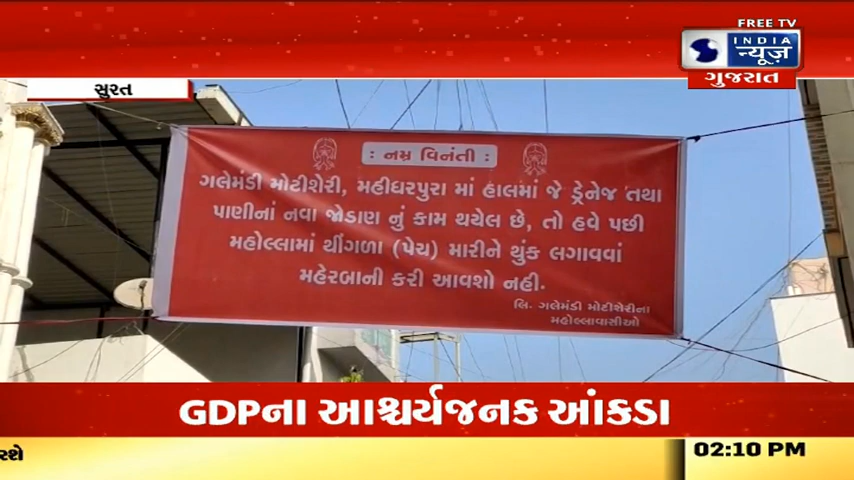 FREE TV
INDIA
न्यूज़
ગુજરાત
સુરત
: નમ્ર વિનંતી :
ગલેમંડી મોટીશેરી, મહીધરપુરા માં હાલમાં જે ડ્રેનેજ તથા
પાણીનાં નવા જોડાણ નું કામ થયેલ છે, તો હવે પછી
મહોલ્લામાં થીંગળા (પેચ) મારીને થુંક લગાવવાં
મહેરબાની કરી આવશો નહી.
લિ. ગલેમંડી મોટીશેરીના
મહોલ્લાવાસીઓ
GDPના આશ્ચર્યજનક આંકડા
રશે
02:10 PM